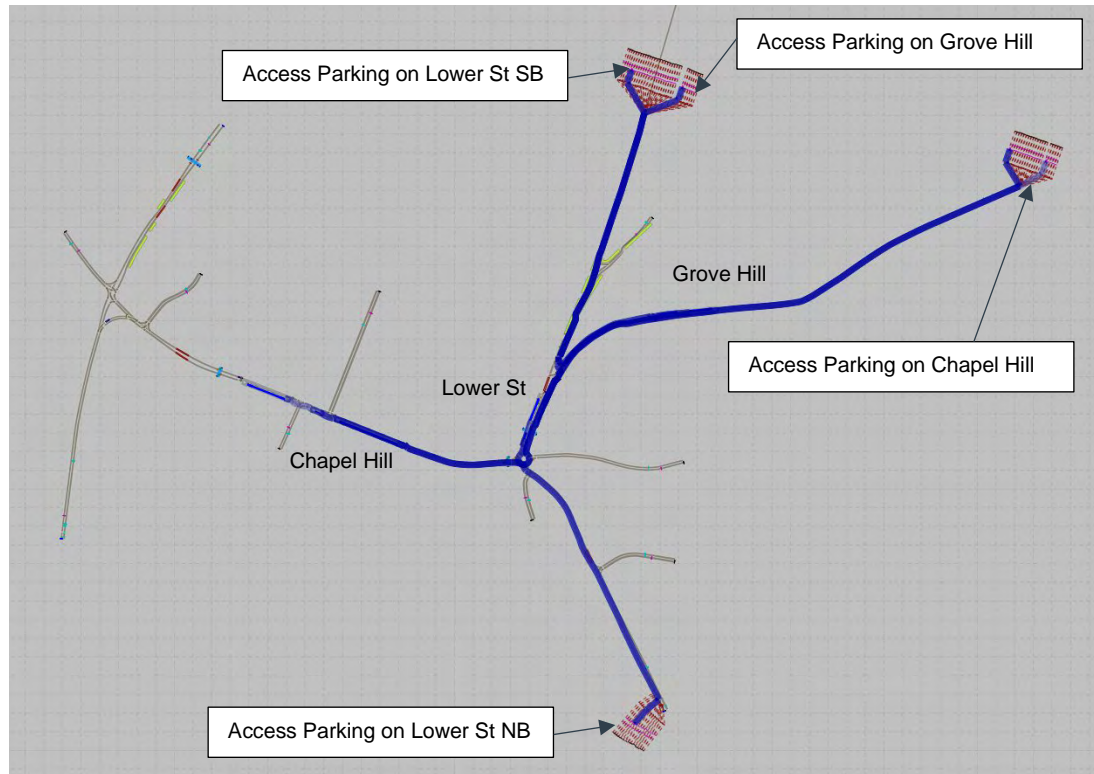 Access Parking on Grove Hill
Access Parking on Lower St SB
Grove Hill
Access Parking on Chapel Hill
Lower St
Chapel Hill
Access Parking on Lower St NB